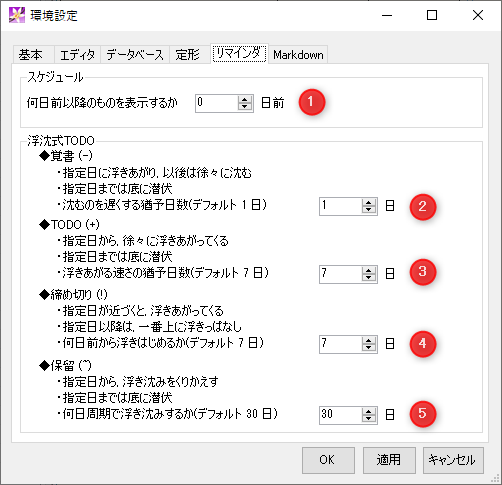 環境設定
基本 エディタ データベース 定形 リマインダ Markdown
スケジュール
何日前以降のものを表示するか 0 日前 1
浮沈式TODO
◆覚書 (-)
・指定日に浮きあがり, 以後は徐々に沈む
・指定日までは底に潜伏
・沈むのを遅くする猶予日数(デフォルト 1 日) 1 日 2
◆TODO (+)
・指定日から, 徐々に浮きあがってくる
・指定日までは底に潜伏
・浮きあがる速さの猶予日数(デフォルト 7 日) 7 日 3
◆締め切り (!)
・指定日が近づくと, 浮きあがってくる
・指定日以降は, 一番上に浮きっぱなし
・何日前から浮きはじめるか(デフォルト 7 日) 7 日 4
◆保留 (~)
・指定日から, 浮き沈みをくりかえす
・指定日までは底に潜伏
・何日周期で浮き沈みするか(デフォルト 30 日) 30 日 5
OK 適用 キャンセル